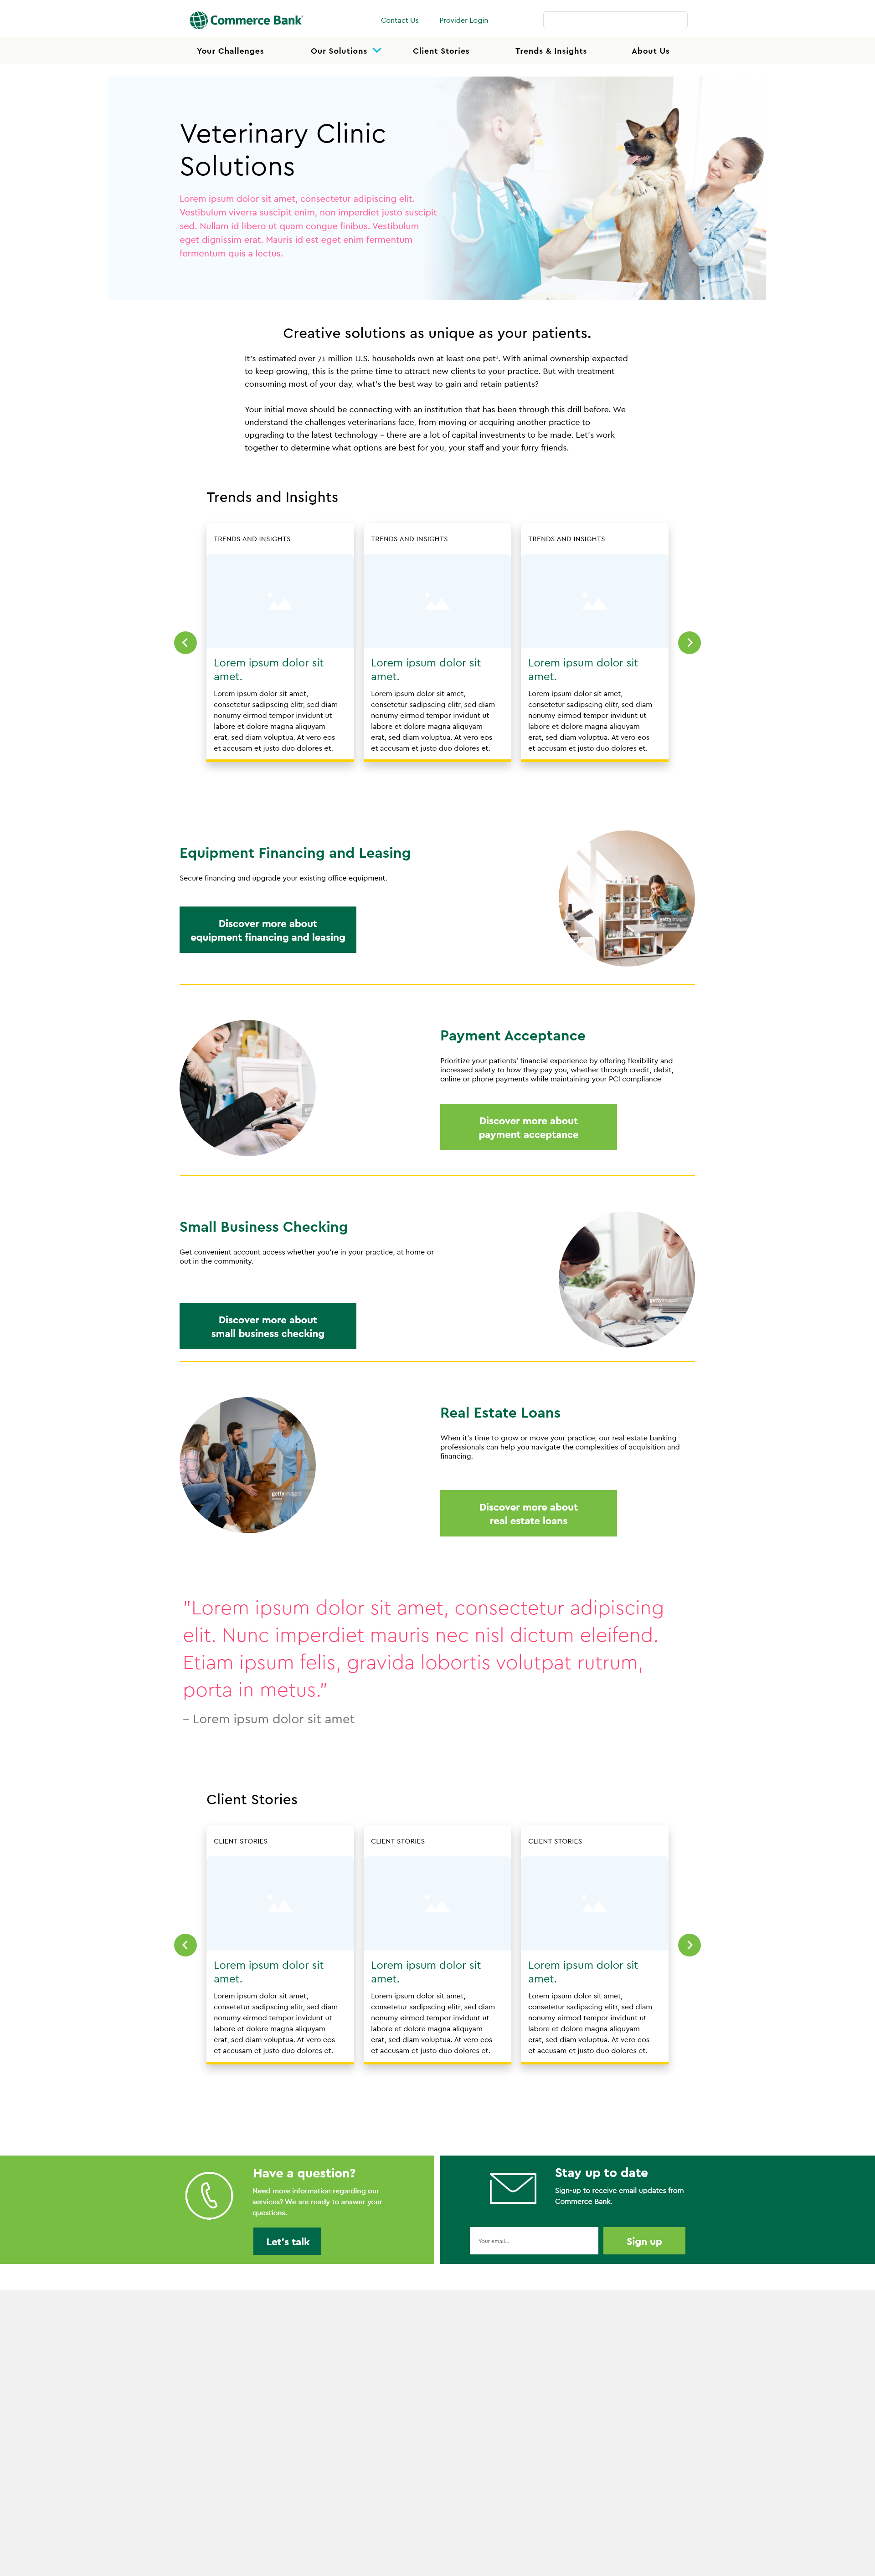 Commerce Bank
Contact Us
Provider Login
Your Challenges
Our Solutions
Client Stories
Trends & Insights
About Us
Veterinary Clinic
Solutions
Lorem ipsum dolor sit amet, consectetur adipiscing elit.
Vestibulum viverra suscipit enim, non imperdiet justo suscipit
sed. Nullam id libero ut quam congue finibus. Vestibulum
eget dignissim erat. Mauris id est eget enim fermentum
fermentum quis a lectus.
Creative solutions as unique as your patients.
It's estimated over 71 million U.S. households own at least one pet¹. With animal ownership expected
to keep growing, this is the prime time to attract new clients to your practice. But with treatment
consuming most of your day, what's the best way to gain and retain patients?
Your initial move should be connecting with an institution that has been through this drill before. We
understand the challenges veterinarians face, from moving or acquiring another practice to
upgrading to the latest technology – there are a lot of capital investments to be made. Let's work
together to determine what options are best for you, your staff and your furry friends.
Trends and Insights
TRENDS AND INSIGHTS
Lorem ipsum dolor sit
amet.
Lorem ipsum dolor sit amet,
consetetur sadipscing elitr, sed diam
nonumy eirmod tempor invidunt ut
labore et dolore magna aliquyam
erat, sed diam voluptua. At vero eos
et accusam et justo duo dolores et.
TRENDS AND INSIGHTS
Lorem ipsum dolor sit
amet.
Lorem ipsum dolor sit amet,
consetetur sadipscing elitr, sed diam
nonumy eirmod tempor invidunt ut
labore et dolore magna aliquyam
erat, sed diam voluptua. At vero eos
et accusam et justo duo dolores et.
TRENDS AND INSIGHTS
Lorem ipsum dolor sit
amet.
Lorem ipsum dolor sit amet,
consetetur sadipscing elitr, sed diam
nonumy eirmod tempor invidunt ut
labore et dolore magna aliquyam
erat, sed diam voluptua. At vero eos
et accusam et justo duo dolores et.
Equipment Financing and Leasing
Secure financing and upgrade your existing office equipment.
Discover more about
equipment financing and leasing
gettyimages
Payment Acceptance
Prioritize your patients' financial experience by offering flexibility and
increased safety to how they pay you, whether through credit, debit,
online or phone payments while maintaining your PCI compliance
Discover more about
payment acceptance
Small Business Checking
Get convenient account access whether you're in your practice, at home or
out in the community.
Discover more about
small business checking
gettyimages
Real Estate Loans
When it's time to grow or move your practice, our real estate banking
professionals can help you navigate the complexities of acquisition and
financing.
Discover more about
real estate loans
gettyimages
"Lorem ipsum dolor sit amet, consectetur adipiscing
elit. Nunc imperdiet mauris nec nisl dictum eleifend.
Etiam ipsum felis, gravida lobortis volutpat rutrum,
porta in metus."
– Lorem ipsum dolor sit amet
Client Stories
CLIENT STORIES
Lorem ipsum dolor sit
amet.
Lorem ipsum dolor sit amet,
consetetur sadipscing elitr, sed diam
nonumy eirmod tempor invidunt ut
labore et dolore magna aliquyam
erat, sed diam voluptua. At vero eos
et accusam et justo duo dolores et.
CLIENT STORIES
Lorem ipsum dolor sit
amet.
Lorem ipsum dolor sit amet,
consetetur sadipscing elitr, sed diam
nonumy eirmod tempor invidunt ut
labore et dolore magna aliquyam
erat, sed diam voluptua. At vero eos
et accusam et justo duo dolores et.
CLIENT STORIES
Lorem ipsum dolor sit
amet.
Lorem ipsum dolor sit amet,
consetetur sadipscing elitr, sed diam
nonumy eirmod tempor invidunt ut
labore et dolore magna aliquyam
erat, sed diam voluptua. At vero eos
et accusam et justo duo dolores et.
Have a question?
Need more information regarding our
services? We are ready to answer your
questions.
Let's talk
Stay up to date
Sign-up to receive email updates from
Commerce Bank.
Your email...
Sign up